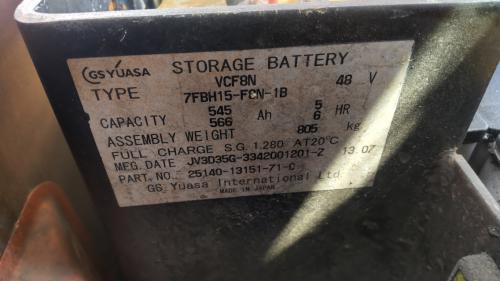 GS YUASA STORAGE BATTERY
VCF8N 48 V
TYPE 7FBH15-FCN-1B
545 5
CAPACITY Ah HR
566 6
ASSEMBLY WEIGHT 805 kg
FULL CHARGE S.G. 1.280 AT20°C
MFG. DATE JV3D35G-3342001201-2 13.07
PART NO. 25140-13151-71-C
GS Yuasa International Ltd
MADE IN JAPAN